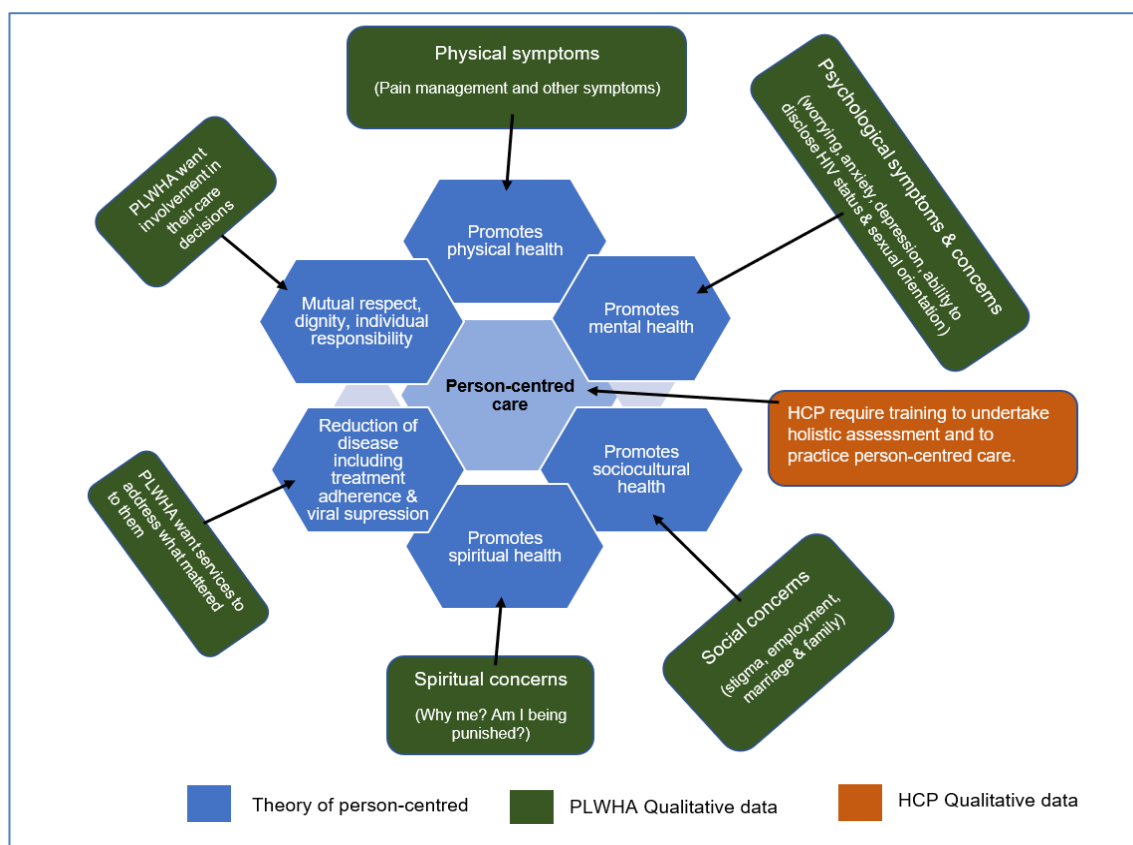 Physical symptoms
(Pain management and other symptoms)
Psychological symptoms & concerns
(worrying, anxiety, depression, ability to
disclose HIV status & sexual orientation)
PLWHA want
involvement in
their care
decisions
Promotes
physical health
Mutual respect,
dignity, individual
responsibility
Promotes
mental health
Person-centred
care
HCP require training to undertake
holistic assessment and to
practice person-centred care.
Reduction of
disease
including
treatment
adherence &
viral supression
Promotes
sociocultural
health
PLWHA want services to
address what mattered
to them
Promotes
spiritual health
Social concerns
(stigma, employment,
marriage & family)
Spiritual concerns
(Why me? Am I being
punished?)
Theory of person-centred
PLWHA Qualitative data
HCP Qualitative data